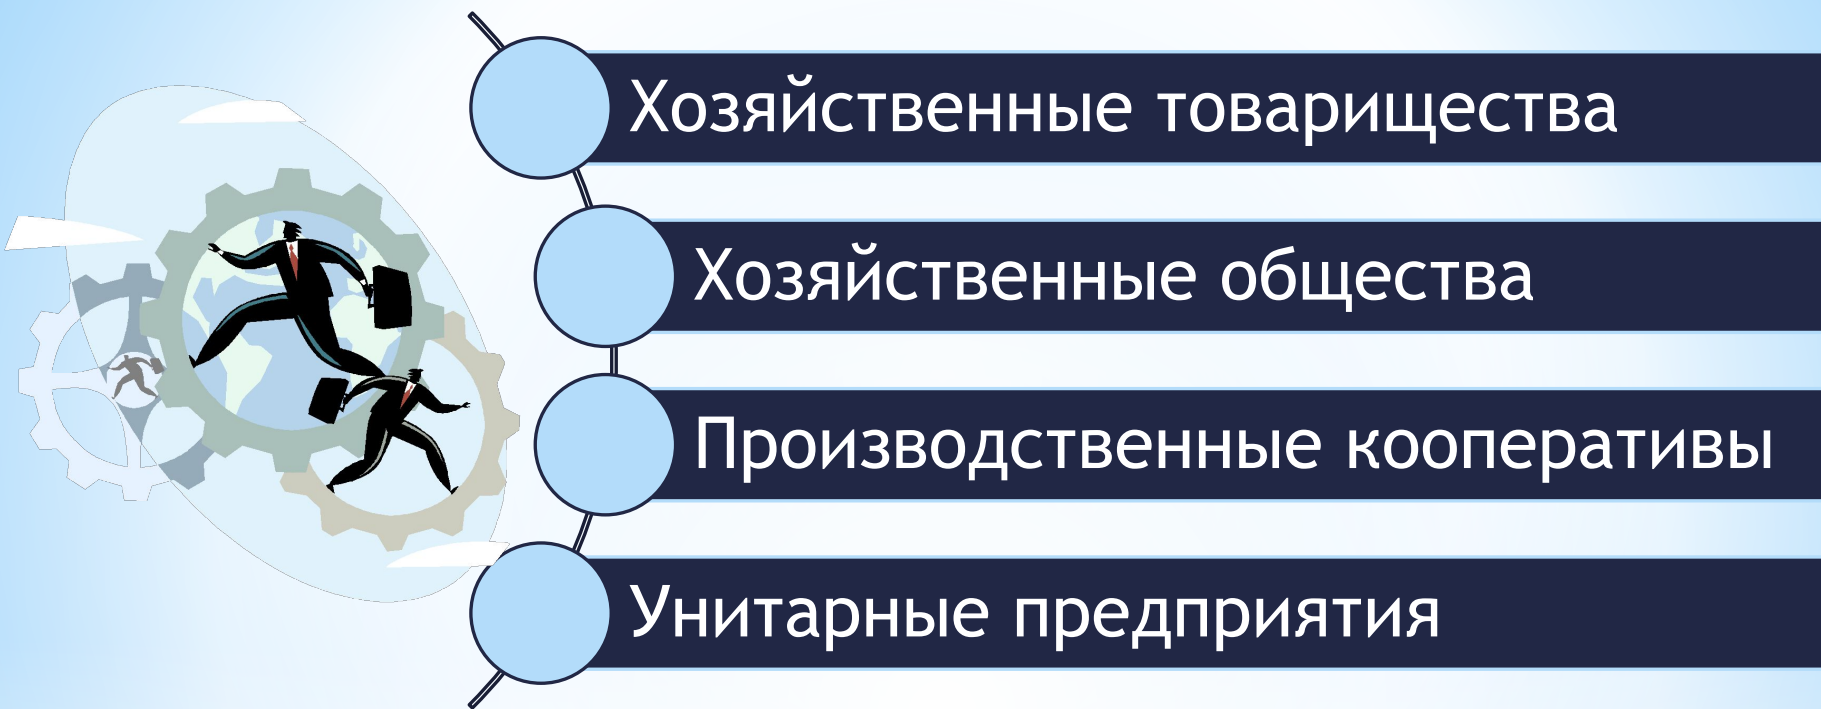 Хозяйственные товарищества
Хозяйственные общества
Производственные кооперативы
Унитарные предприятия